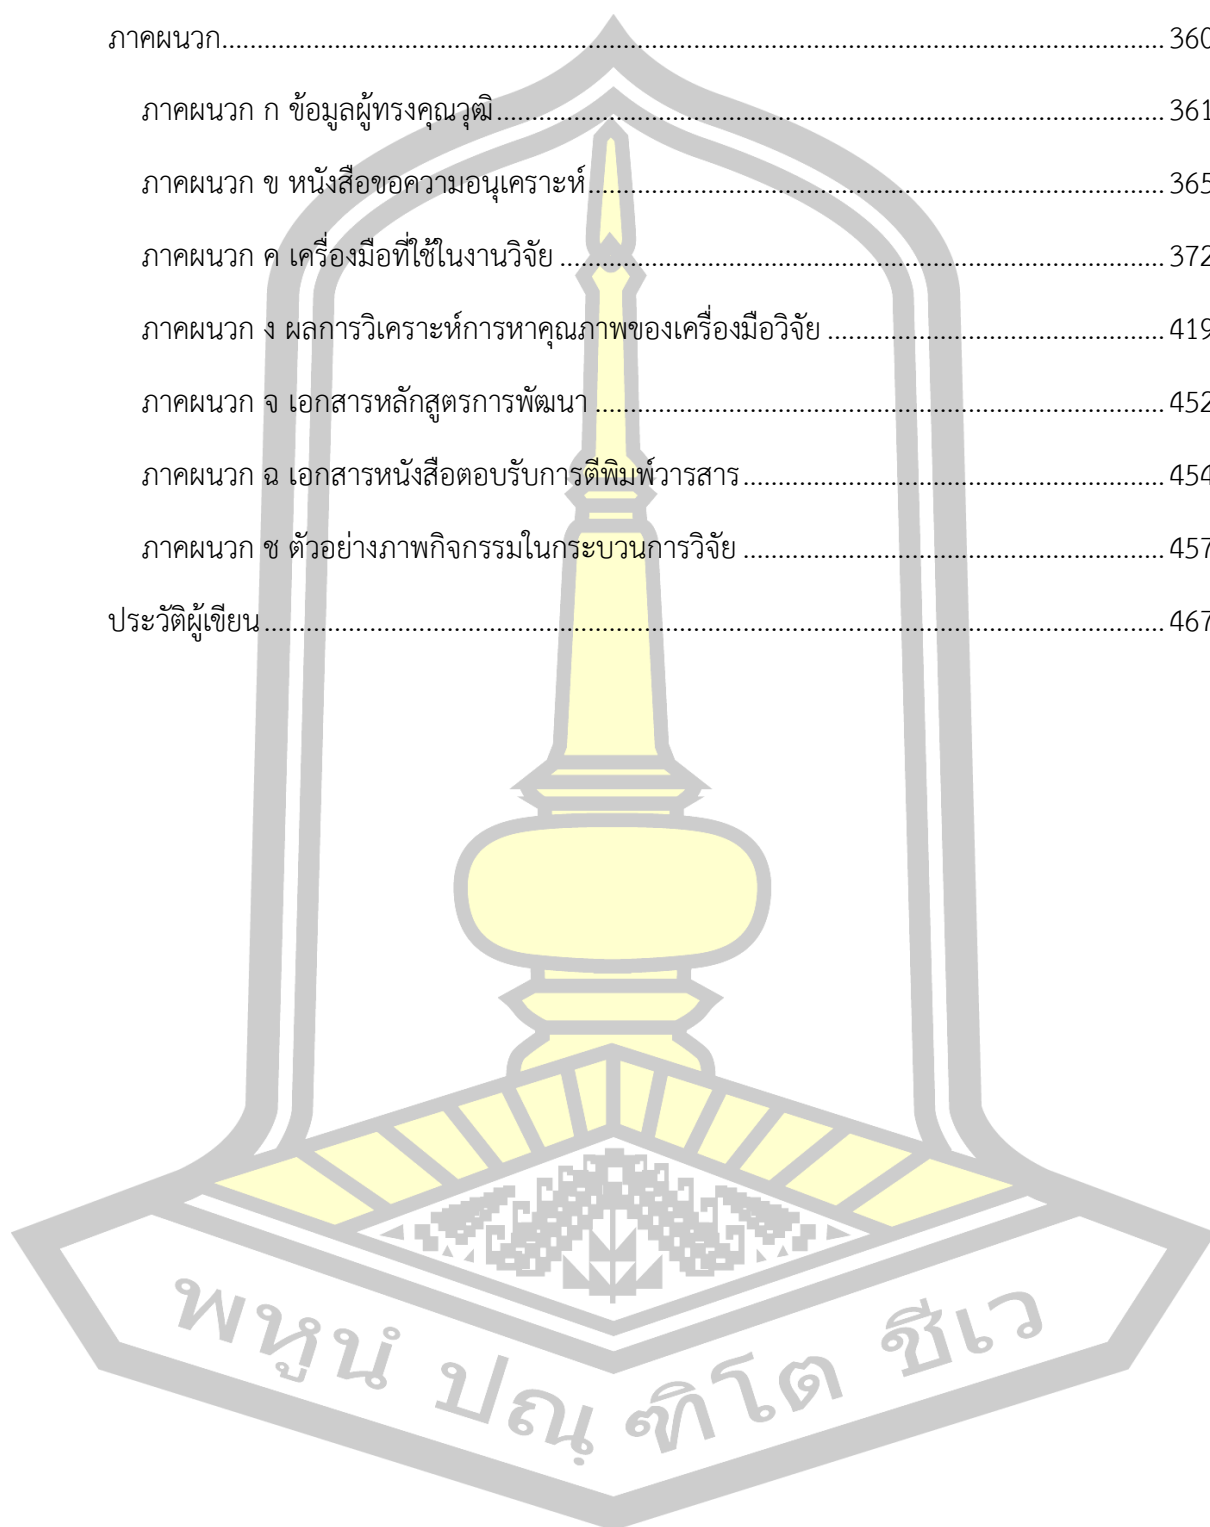 ภาคผนวก.......................................................................................................................... 360
ภาคผนวก ก ข้อมูลผู้ทรงคุณวุฒิ....................................................................................... 361
ภาคผนวก ข หนังสือขอความอนุเคราะห์........................................................................... 365
ภาคผนวก ค เครื่องมือที่ใช้ในงานวิจัย ............................................................................... 372
ภาคผนวก ง ผลการวิเคราะห์การหาคุณภาพของเครื่องมือวิจัย ............................................ 419
ภาคผนวก จ เอกสารหลักสูตรการพัฒนา .......................................................................... 452
ภาคผนวก ฉ เอกสารหนังสือตอบรับการตีพิมพ์วารสาร....................................................... 454
ภาคผนวก ช ตัวอย่างภาพกิจกรรมในกระบวนการวิจัย ....................................................... 457
ประวัติผู้เขียน..................................................................................................................... 467
พหูนํ ปณฺฑิโต ชีเว